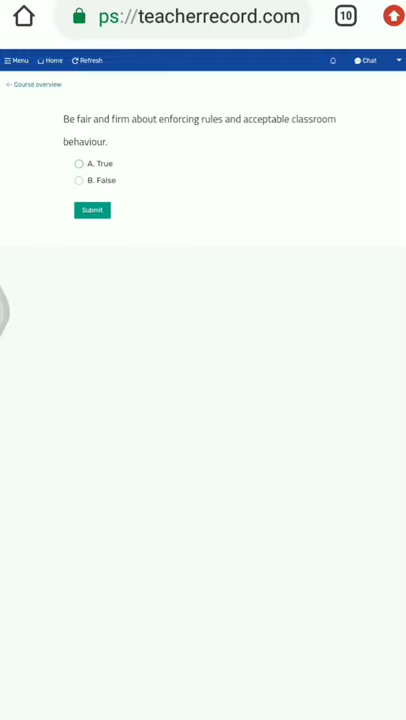 ps://teacherrecord.com
10
Menu Home Refresh Chat
← Course overview
Be fair and firm about enforcing rules and acceptable classroom
behaviour.
A. True
B. False
Submit